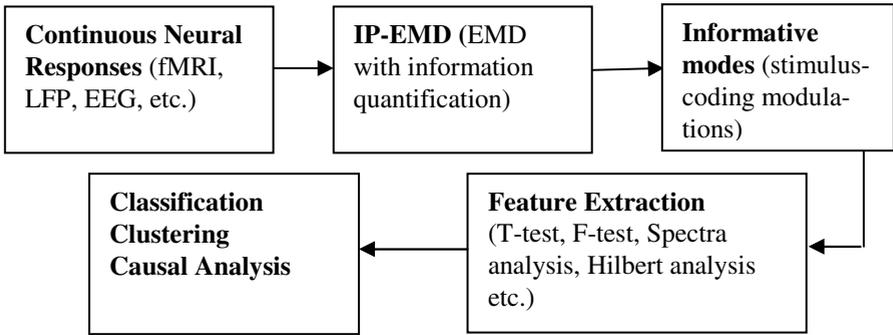 Continuous Neural
Responses (fMRI,
LFP, EEG, etc.)
IP-EMD (EMD
with information
quantification)
Informative
modes (stimulus-
coding modula-
tions)
Feature Extraction
(T-test, F-test, Spectra
analysis, Hilbert analysis
etc.)
Classification
Clustering
Causal Analysis